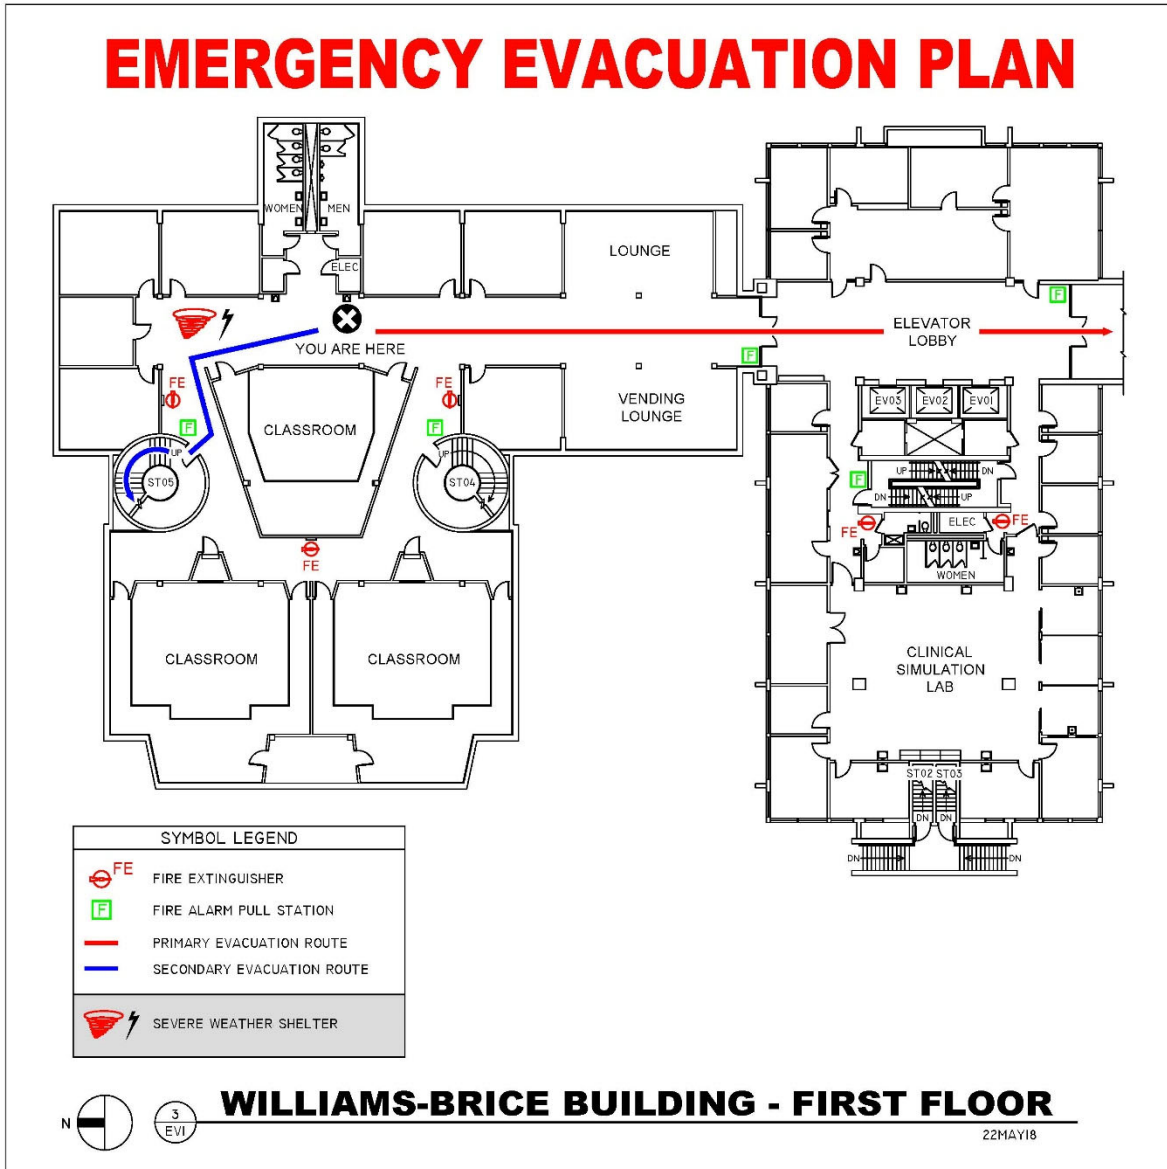 EMERGENCY EVACUATION PLAN
WOMEN
MEN
ELEC
LOUNGE
F
ELEVATOR
LOBBY
YOU ARE HERE
F
FE
FE
EV03
EV02
EV01
VENDING
LOUNGE
F
F
CLASSROOM
UP
UP
ST05
ST04
UP
DN
F
DN
UP
FE
ELEC
FE
FE
WOMEN
CLASSROOM
CLASSROOM
CLINICAL
SIMULATION
LAB
ST02
ST03
DN
DN
DN
DN
SYMBOL LEGEND
FE
FIRE EXTINGUISHER
F
FIRE ALARM PULL STATION
PRIMARY EVACUATION ROUTE
SECONDARY EVACUATION ROUTE
SEVERE WEATHER SHELTER
N
3
EV1
WILLIAMS-BRICE BUILDING - FIRST FLOOR
22MAY18